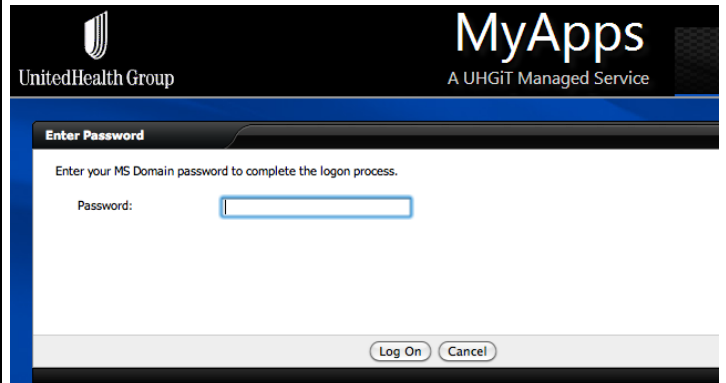 MyApps
UnitedHealth Group
A UHGiT Managed Service
Enter Password
Enter your MS Domain password to complete the logon process.
Password:
Log On Cancel